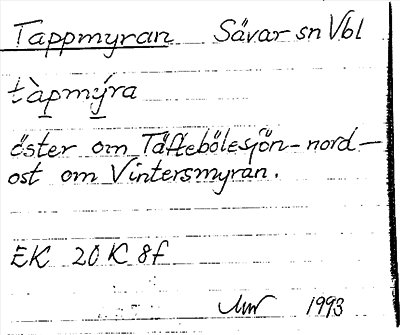 Tappmyran Sävar sn Vbl
tàpmýra
öster om Täftebölesjön – nord–
ost om Vintersmyran.
EK 20 K 8f
1993